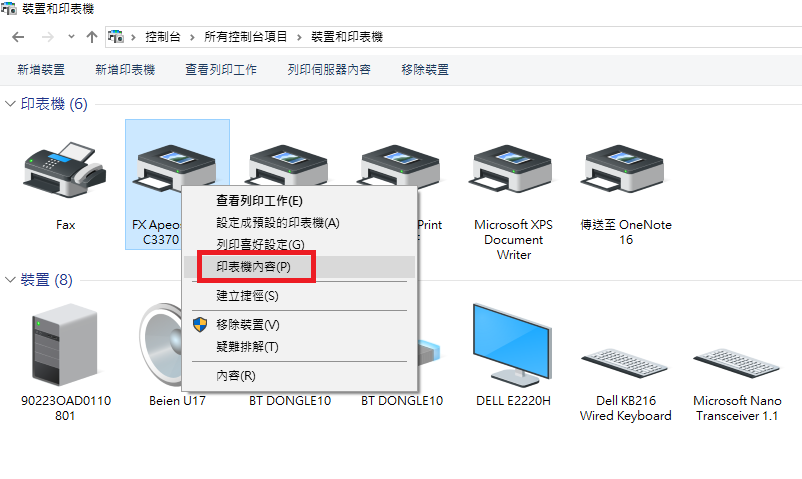 裝置和印表機
控制台 › 所有控制台項目 › 裝置和印表機
新增裝置 新增印表機 查看列印工作 列印伺服器內容 移除裝置
印表機 (6)
Fax
FX Apeos
C3370
Print
F
Microsoft XPS
Document
Writer
傳送至 OneNote
16
查看列印工作(E)
設定成預設的印表機(A)
列印喜好設定(G)
印表機內容(P)
建立捷徑(S)
移除裝置(V)
疑難排解(T)
內容(R)
裝置 (8)
90223OAD0110
801
Beien U17
BT DONGLE10
BT DONGLE10
DELL E2220H
Dell KB216
Wired Keyboard
Microsoft Nano
Transceiver 1.1